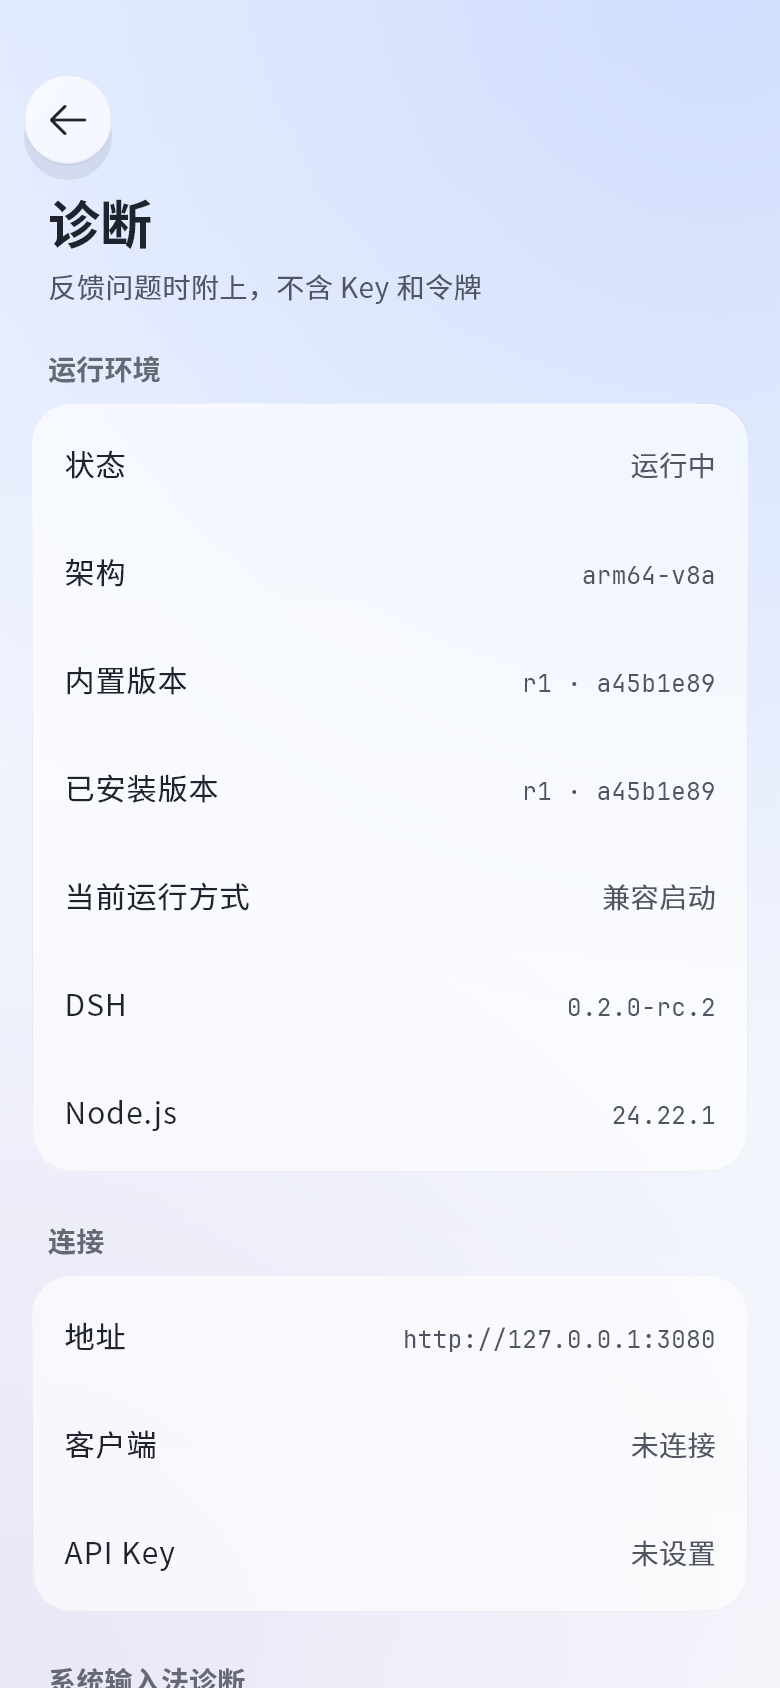 诊断
反馈问题时附上，不含 Key 和令牌
运行环境
状态 运行中
架构 arm64-v8a
内置版本 r1 · a45b1e89
已安装版本 r1 · a45b1e89
当前运行方式 兼容启动
DSH 0.2.0-rc.2
Node.js 24.22.1
连接
地址 http://127.0.0.1:3080
客户端 未连接
API Key 未设置
系统输入法诊断